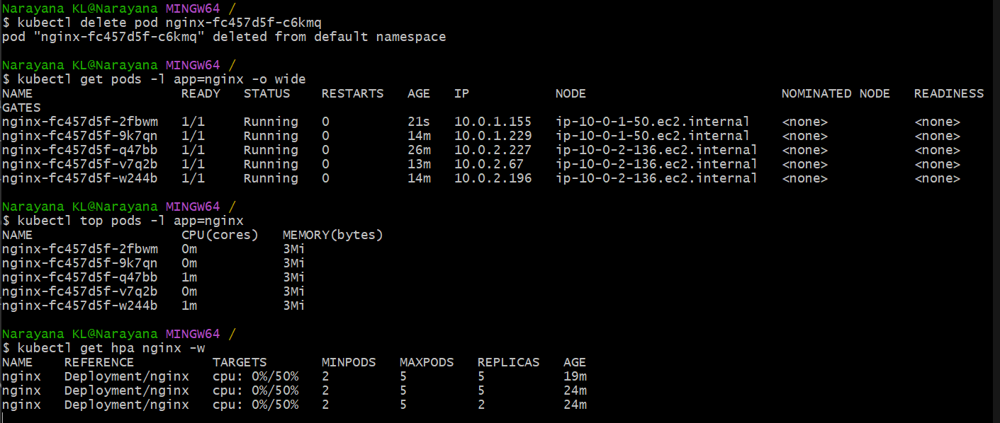 Narayana KL@Narayana MINGW64 /
$ kubectl delete pod nginx-fc457d5f-c6kmq
pod "nginx-fc457d5f-c6kmq" deleted from default namespace
Narayana KL@Narayana MINGW64 /
$ kubectl get pods -l app=nginx -o wide
NAME READY STATUS RESTARTS AGE IP NODE NOMINATED NODE READINESS
GATES
nginx-fc457d5f-2fbwm 1/1 Running 0 21s 10.0.1.155 ip-10-0-1-50.ec2.internal <none> <none>
nginx-fc457d5f-9k7qn 1/1 Running 0 14m 10.0.1.229 ip-10-0-1-50.ec2.internal <none> <none>
nginx-fc457d5f-q47bb 1/1 Running 0 26m 10.0.2.227 ip-10-0-2-136.ec2.internal <none> <none>
nginx-fc457d5f-v7q2b 1/1 Running 0 13m 10.0.2.67 ip-10-0-2-136.ec2.internal <none> <none>
nginx-fc457d5f-w244b 1/1 Running 0 14m 10.0.2.196 ip-10-0-2-136.ec2.internal <none> <none>
Narayana KL@Narayana MINGW64 /
$ kubectl top pods -l app=nginx
NAME CPU(cores) MEMORY(bytes)
nginx-fc457d5f-2fbwm 0m 3Mi
nginx-fc457d5f-9k7qn 0m 3Mi
nginx-fc457d5f-q47bb 1m 3Mi
nginx-fc457d5f-v7q2b 0m 3Mi
nginx-fc457d5f-w244b 1m 3Mi
Narayana KL@Narayana MINGW64 /
$ kubectl get hpa nginx -w
NAME REFERENCE TARGETS MINPODS MAXPODS REPLICAS AGE
nginx Deployment/nginx cpu: 0%/50% 2 5 5 19m
nginx Deployment/nginx cpu: 0%/50% 2 5 5 24m
nginx Deployment/nginx cpu: 0%/50% 2 5 2 24m